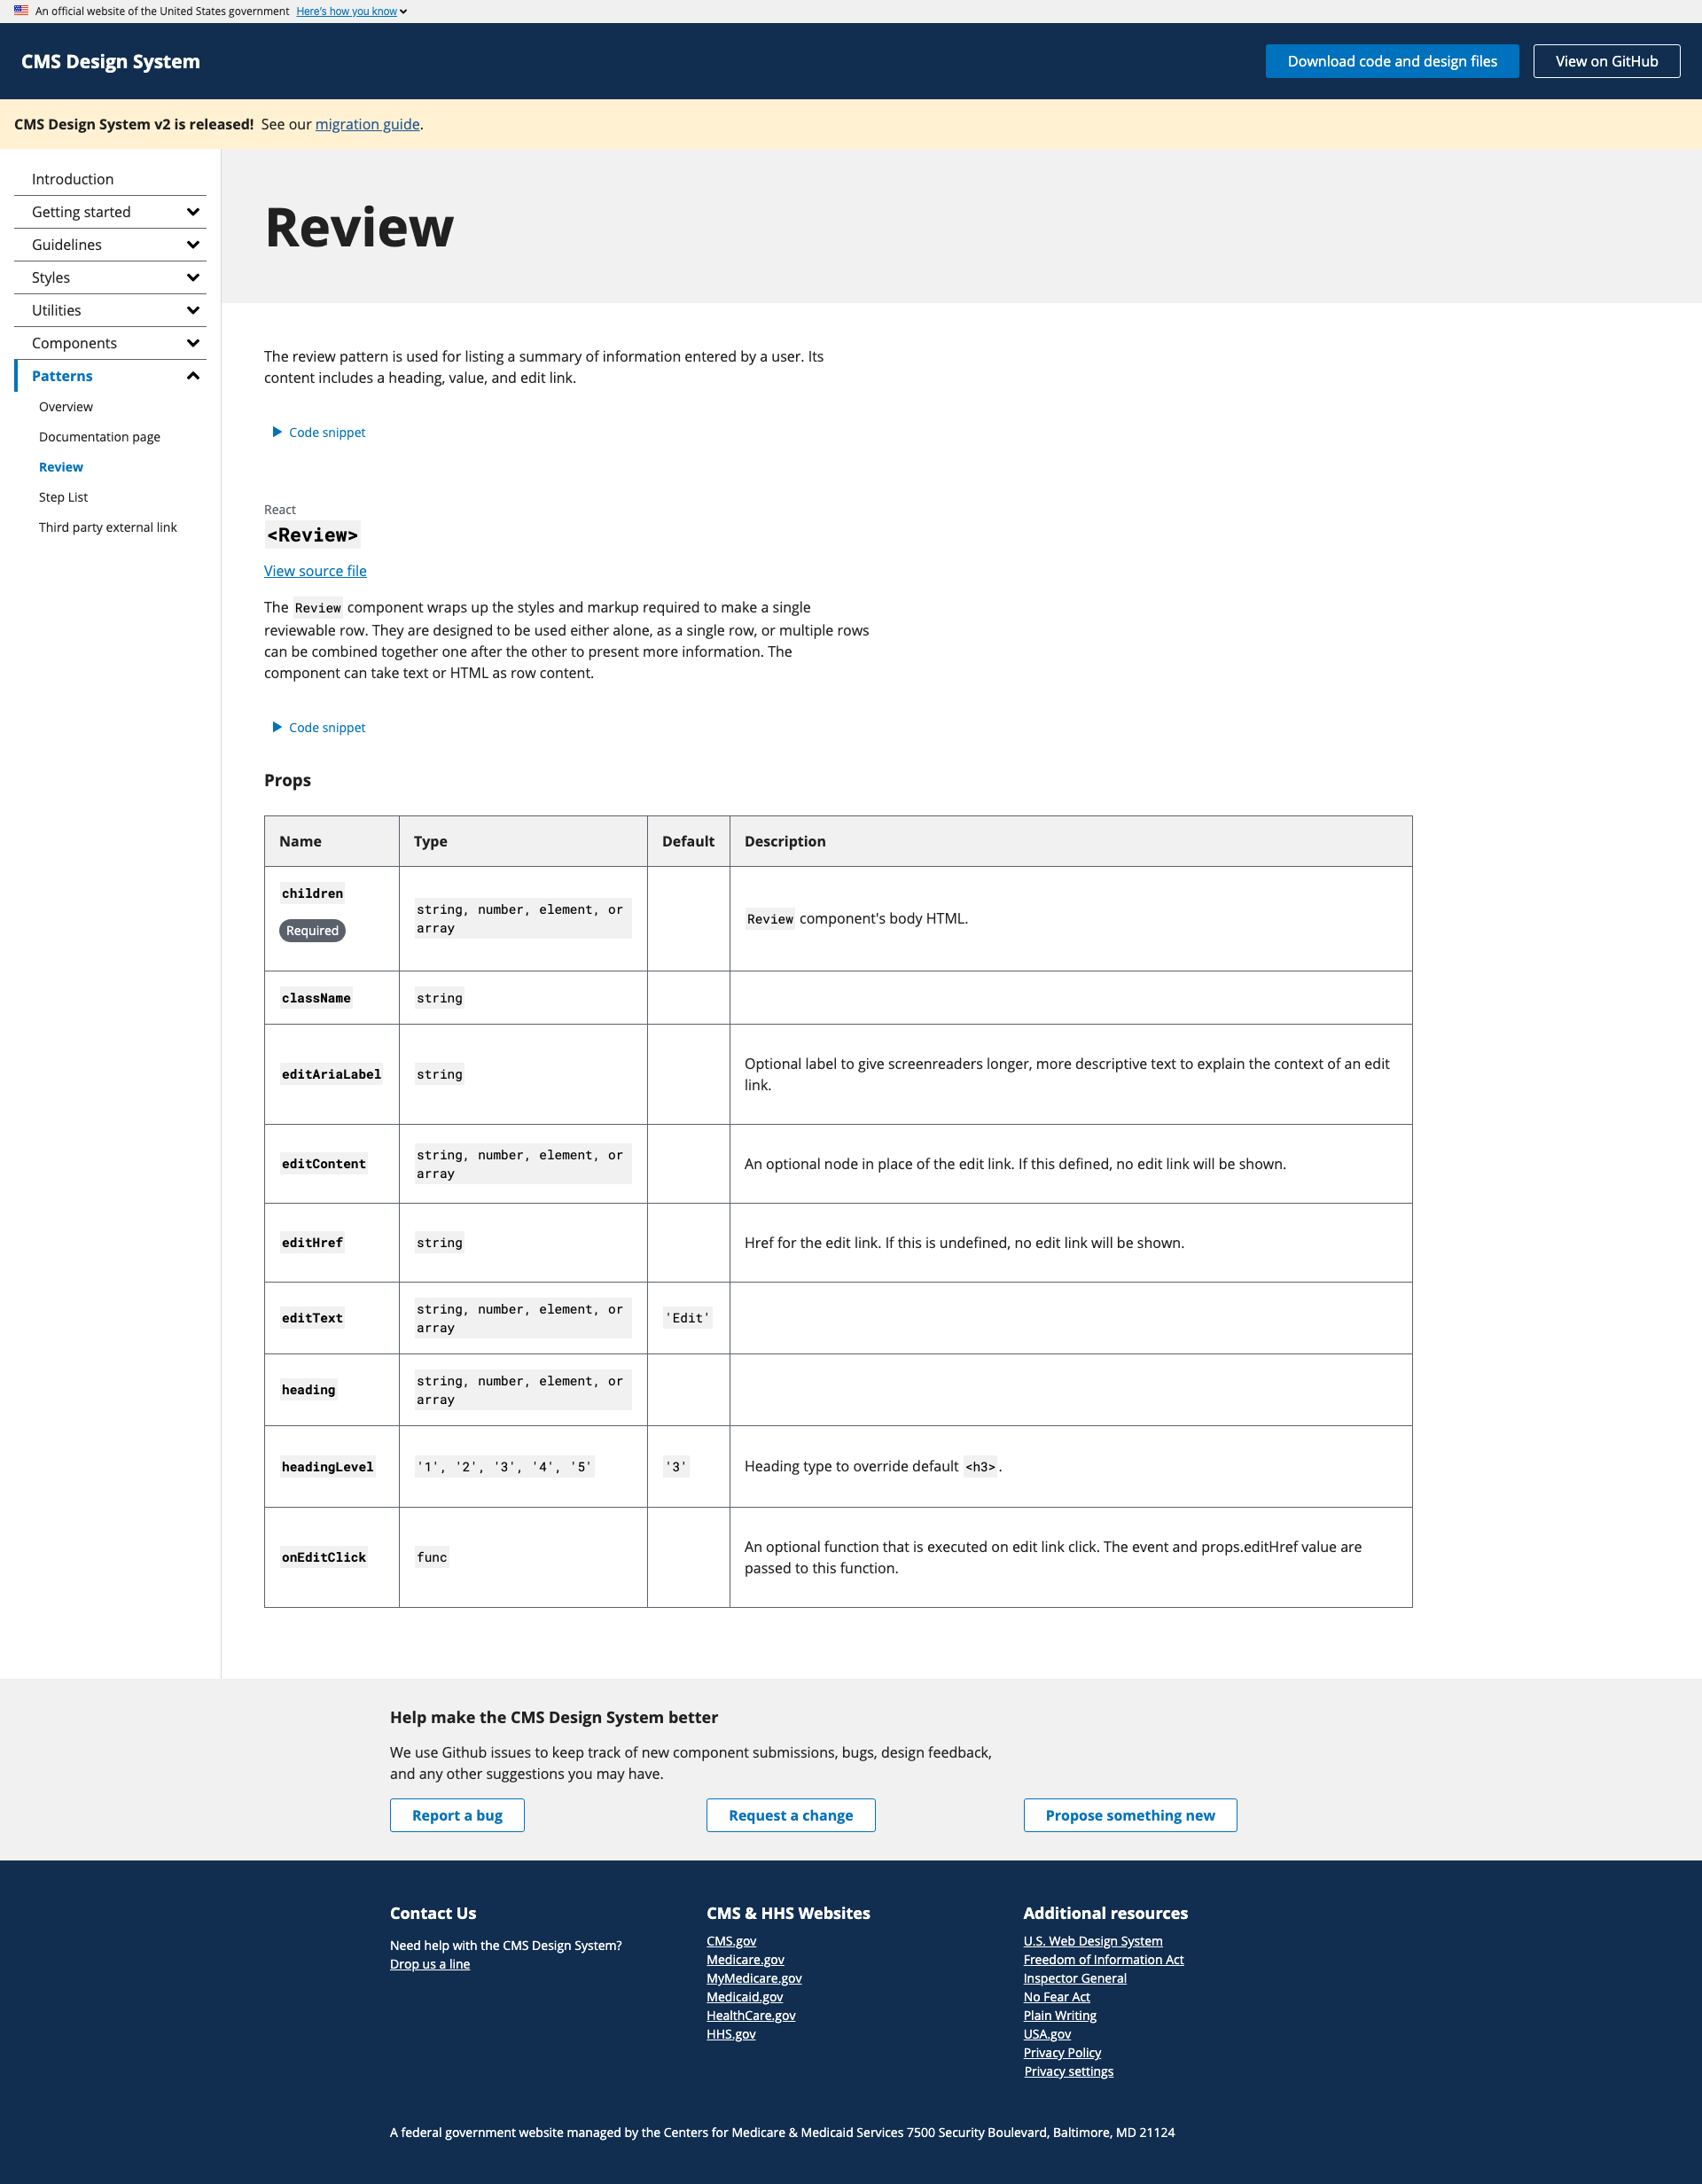 An official website of the United States government Here's how you know
CMS Design System
Download code and design files
View on GitHub
CMS Design System v2 is released! See our migration guide.
Introduction
Getting started
Guidelines
Styles
Utilities
Components
Patterns
Overview
Documentation page
Review
Step List
Third party external link
Review
The review pattern is used for listing a summary of information entered by a user. Its
content includes a heading, value, and edit link.
Code snippet
React
<Review>
View source file
The Review component wraps up the styles and markup required to make a single
reviewable row. They are designed to be used either alone, as a single row, or multiple rows
can be combined together one after the other to present more information. The
component can take text or HTML as row content.
Code snippet
Props
Name Type Default Description
children
Required
string, number, element, or
array
Review component's body HTML.
className string
editAriaLabel string
Optional label to give screenreaders longer, more descriptive text to explain the context of an edit
link.
editContent
string, number, element, or
array
An optional node in place of the edit link. If this defined, no edit link will be shown.
editHref string Href for the edit link. If this is undefined, no edit link will be shown.
editText
string, number, element, or
array
'Edit'
heading
string, number, element, or
array
headingLevel '1', '2', '3', '4', '5' '3' Heading type to override default <h3>.
onEditClick func
An optional function that is executed on edit link click. The event and props.editHref value are
passed to this function.
Help make the CMS Design System better
We use Github issues to keep track of new component submissions, bugs, design feedback,
and any other suggestions you may have.
Report a bug
Request a change
Propose something new
Contact Us
Need help with the CMS Design System?
Drop us a line
CMS & HHS Websites
CMS.gov
Medicare.gov
MyMedicare.gov
Medicaid.gov
HealthCare.gov
HHS.gov
Additional resources
U.S. Web Design System
Freedom of Information Act
Inspector General
No Fear Act
Plain Writing
USA.gov
Privacy Policy
Privacy settings
A federal government website managed by the Centers for Medicare & Medicaid Services 7500 Security Boulevard, Baltimore, MD 21124